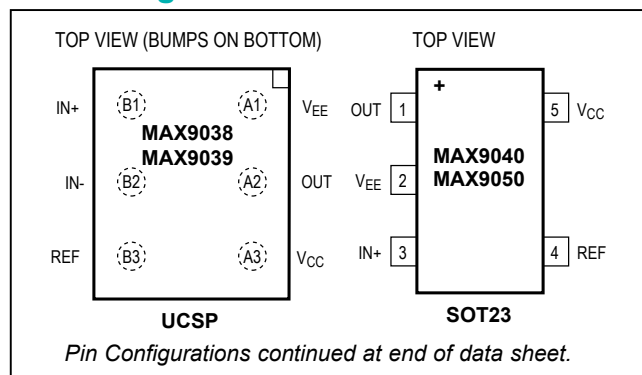 TOP VIEW (BUMPS ON BOTTOM)
TOP VIEW
IN+ B1 A1 VEE
MAX9038
MAX9039
IN- B2 A2 OUT
REF B3 A3 VCC
UCSP
+
OUT 1 5 VCC
MAX9040
MAX9050
VEE 2
IN+ 3 4 REF
SOT23
Pin Configurations continued at end of data sheet.